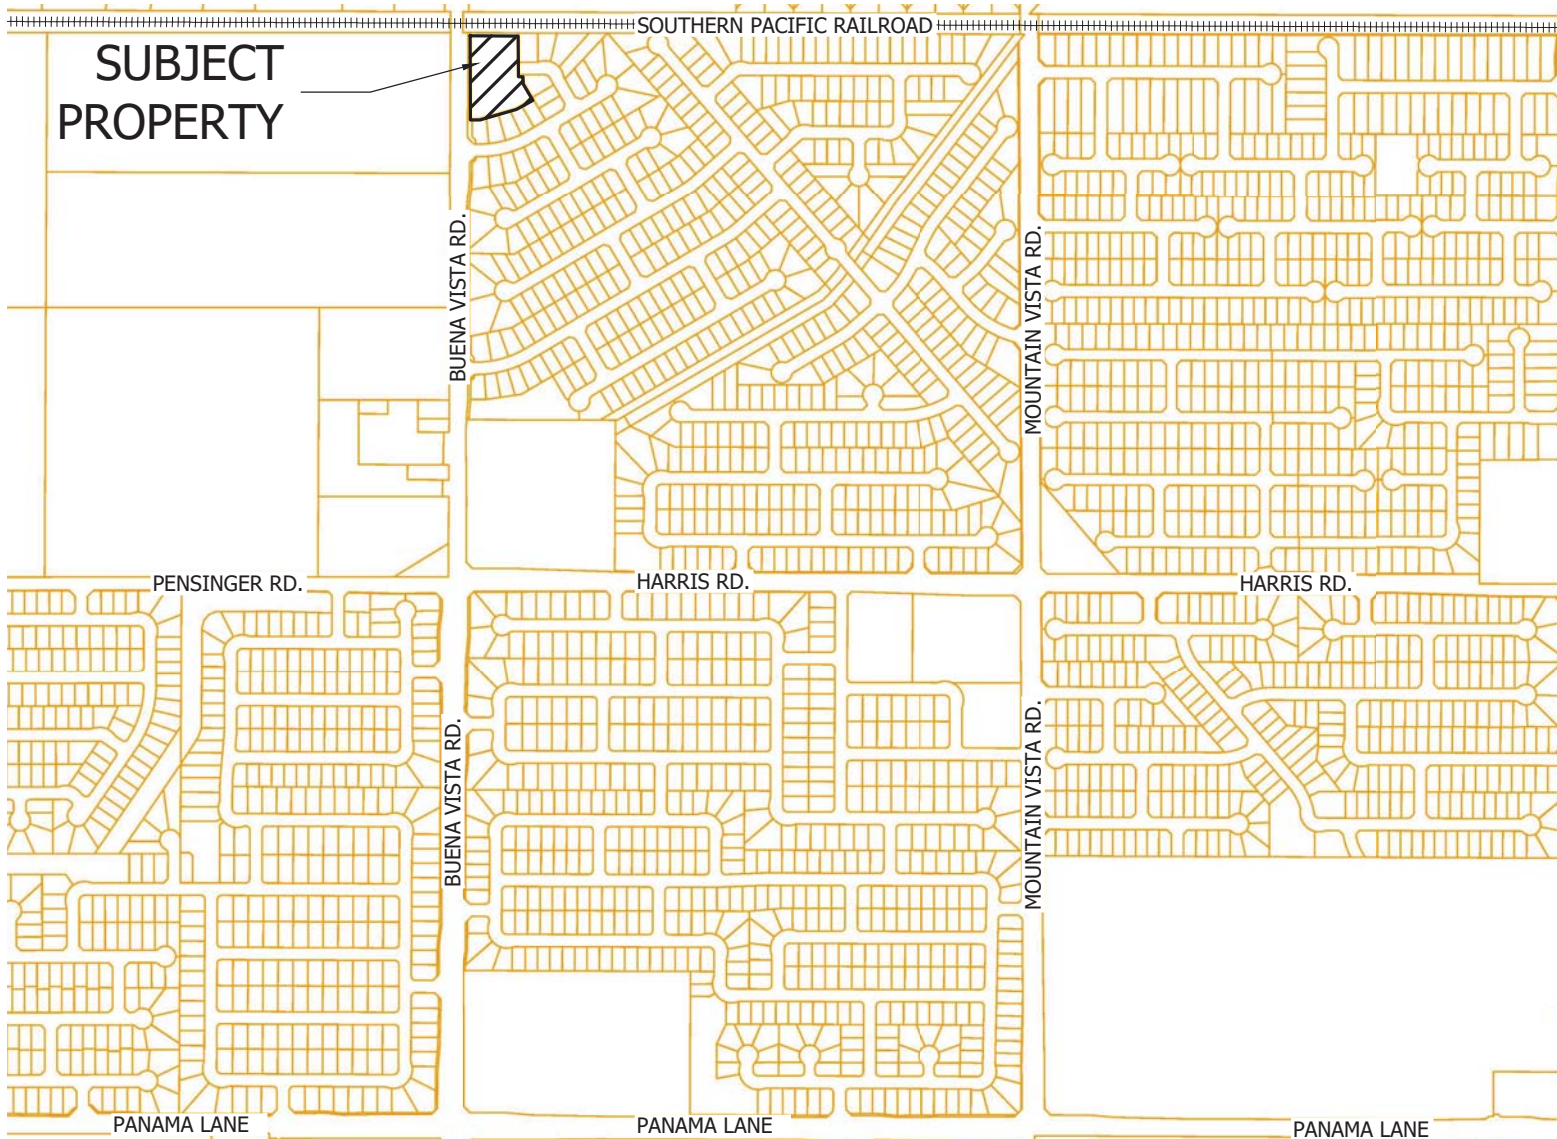 SOUTHERN PACIFIC RAILROAD
SUBJECT
PROPERTY
BUENA VISTA RD.
MOUNTAIN VISTA RD.
PENSINGER RD.
HARRIS RD.
HARRIS RD.
BUENA VISTA RD.
MOUNTAIN VISTA RD.
PANAMA LANE
PANAMA LANE
PANAMA LANE